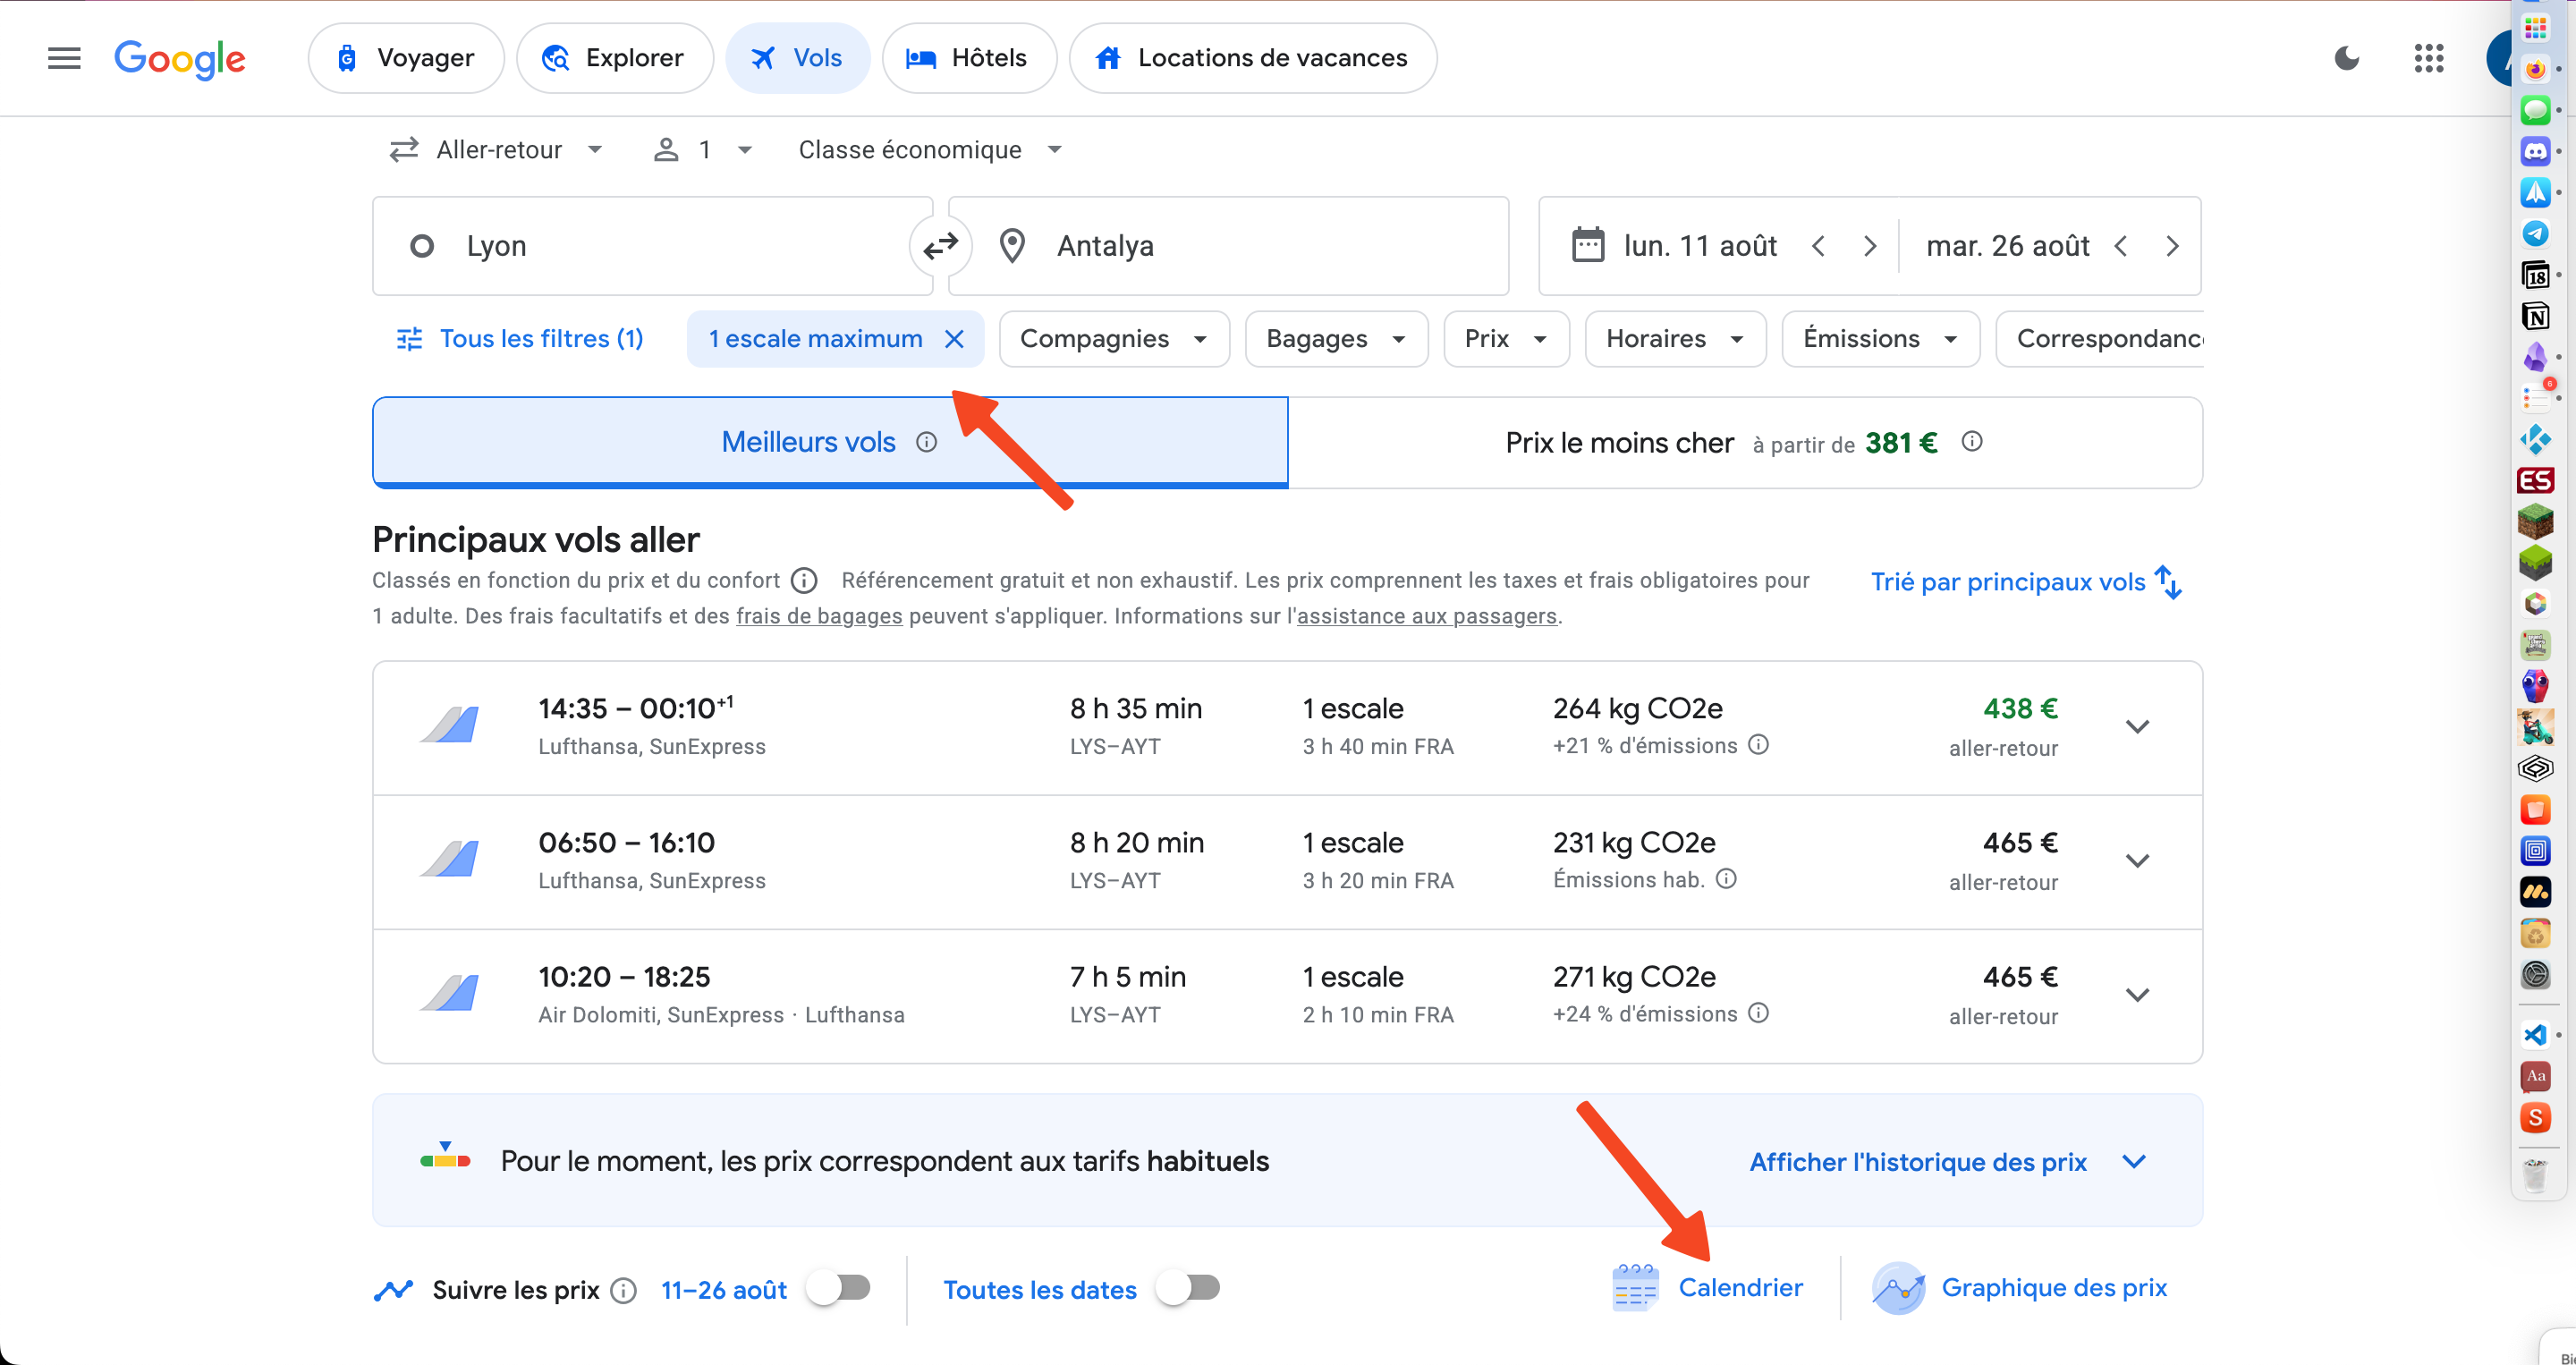 Google
Voyager
Explorer
Vols
Hôtels
Locations de vacances
Aller-retour
1
Classe économique
Lyon
Antalya
lun. 11 août
mar. 26 août
Tous les filtres (1)
1 escale maximum
Compagnies
Bagages
Prix
Horaires
Émissions
Correspondanc
Meilleurs vols
Prix le moins cher à partir de 381 €
Principaux vols aller
Classés en fonction du prix et du confort Référencement gratuit et non exhaustif. Les prix comprennent les taxes et frais obligatoires pour
1 adulte. Des frais facultatifs et des frais de bagages peuvent s'appliquer. Informations sur l'assistance aux passagers.
Trié par principaux vols
14:35 – 00:10+1
Lufthansa, SunExpress
8 h 35 min
LYS–AYT
1 escale
3 h 40 min FRA
264 kg CO2e
+21 % d'émissions
438 €
aller-retour
06:50 – 16:10
Lufthansa, SunExpress
8 h 20 min
LYS–AYT
1 escale
3 h 20 min FRA
231 kg CO2e
Émissions hab.
465 €
aller-retour
10:20 – 18:25
Air Dolomiti, SunExpress · Lufthansa
7 h 5 min
LYS–AYT
1 escale
2 h 10 min FRA
271 kg CO2e
+24 % d'émissions
465 €
aller-retour
Pour le moment, les prix correspondent aux tarifs habituels
Afficher l'historique des prix
Suivre les prix
11–26 août
Toutes les dates
Calendrier
Graphique des prix
18
N
6
ES
Aa
S